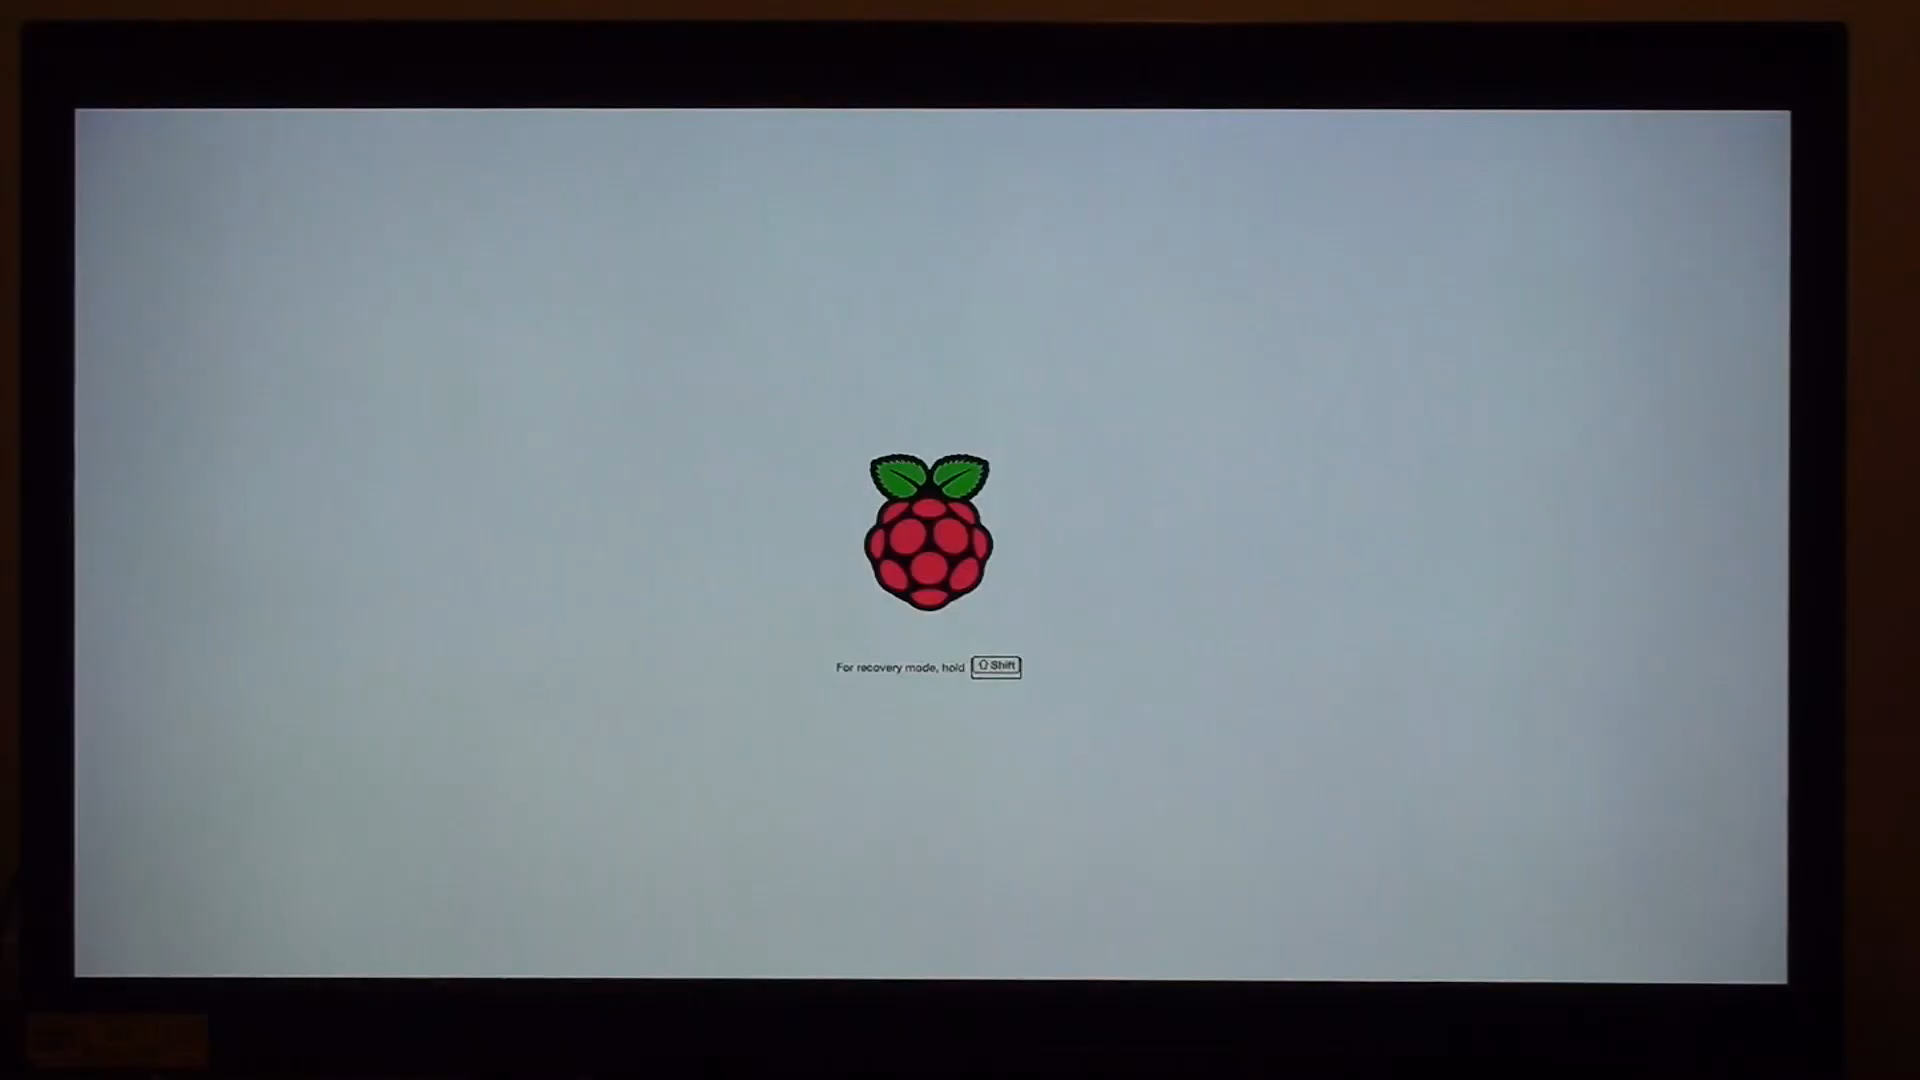 For recovery mode, hold ⇧ Shift